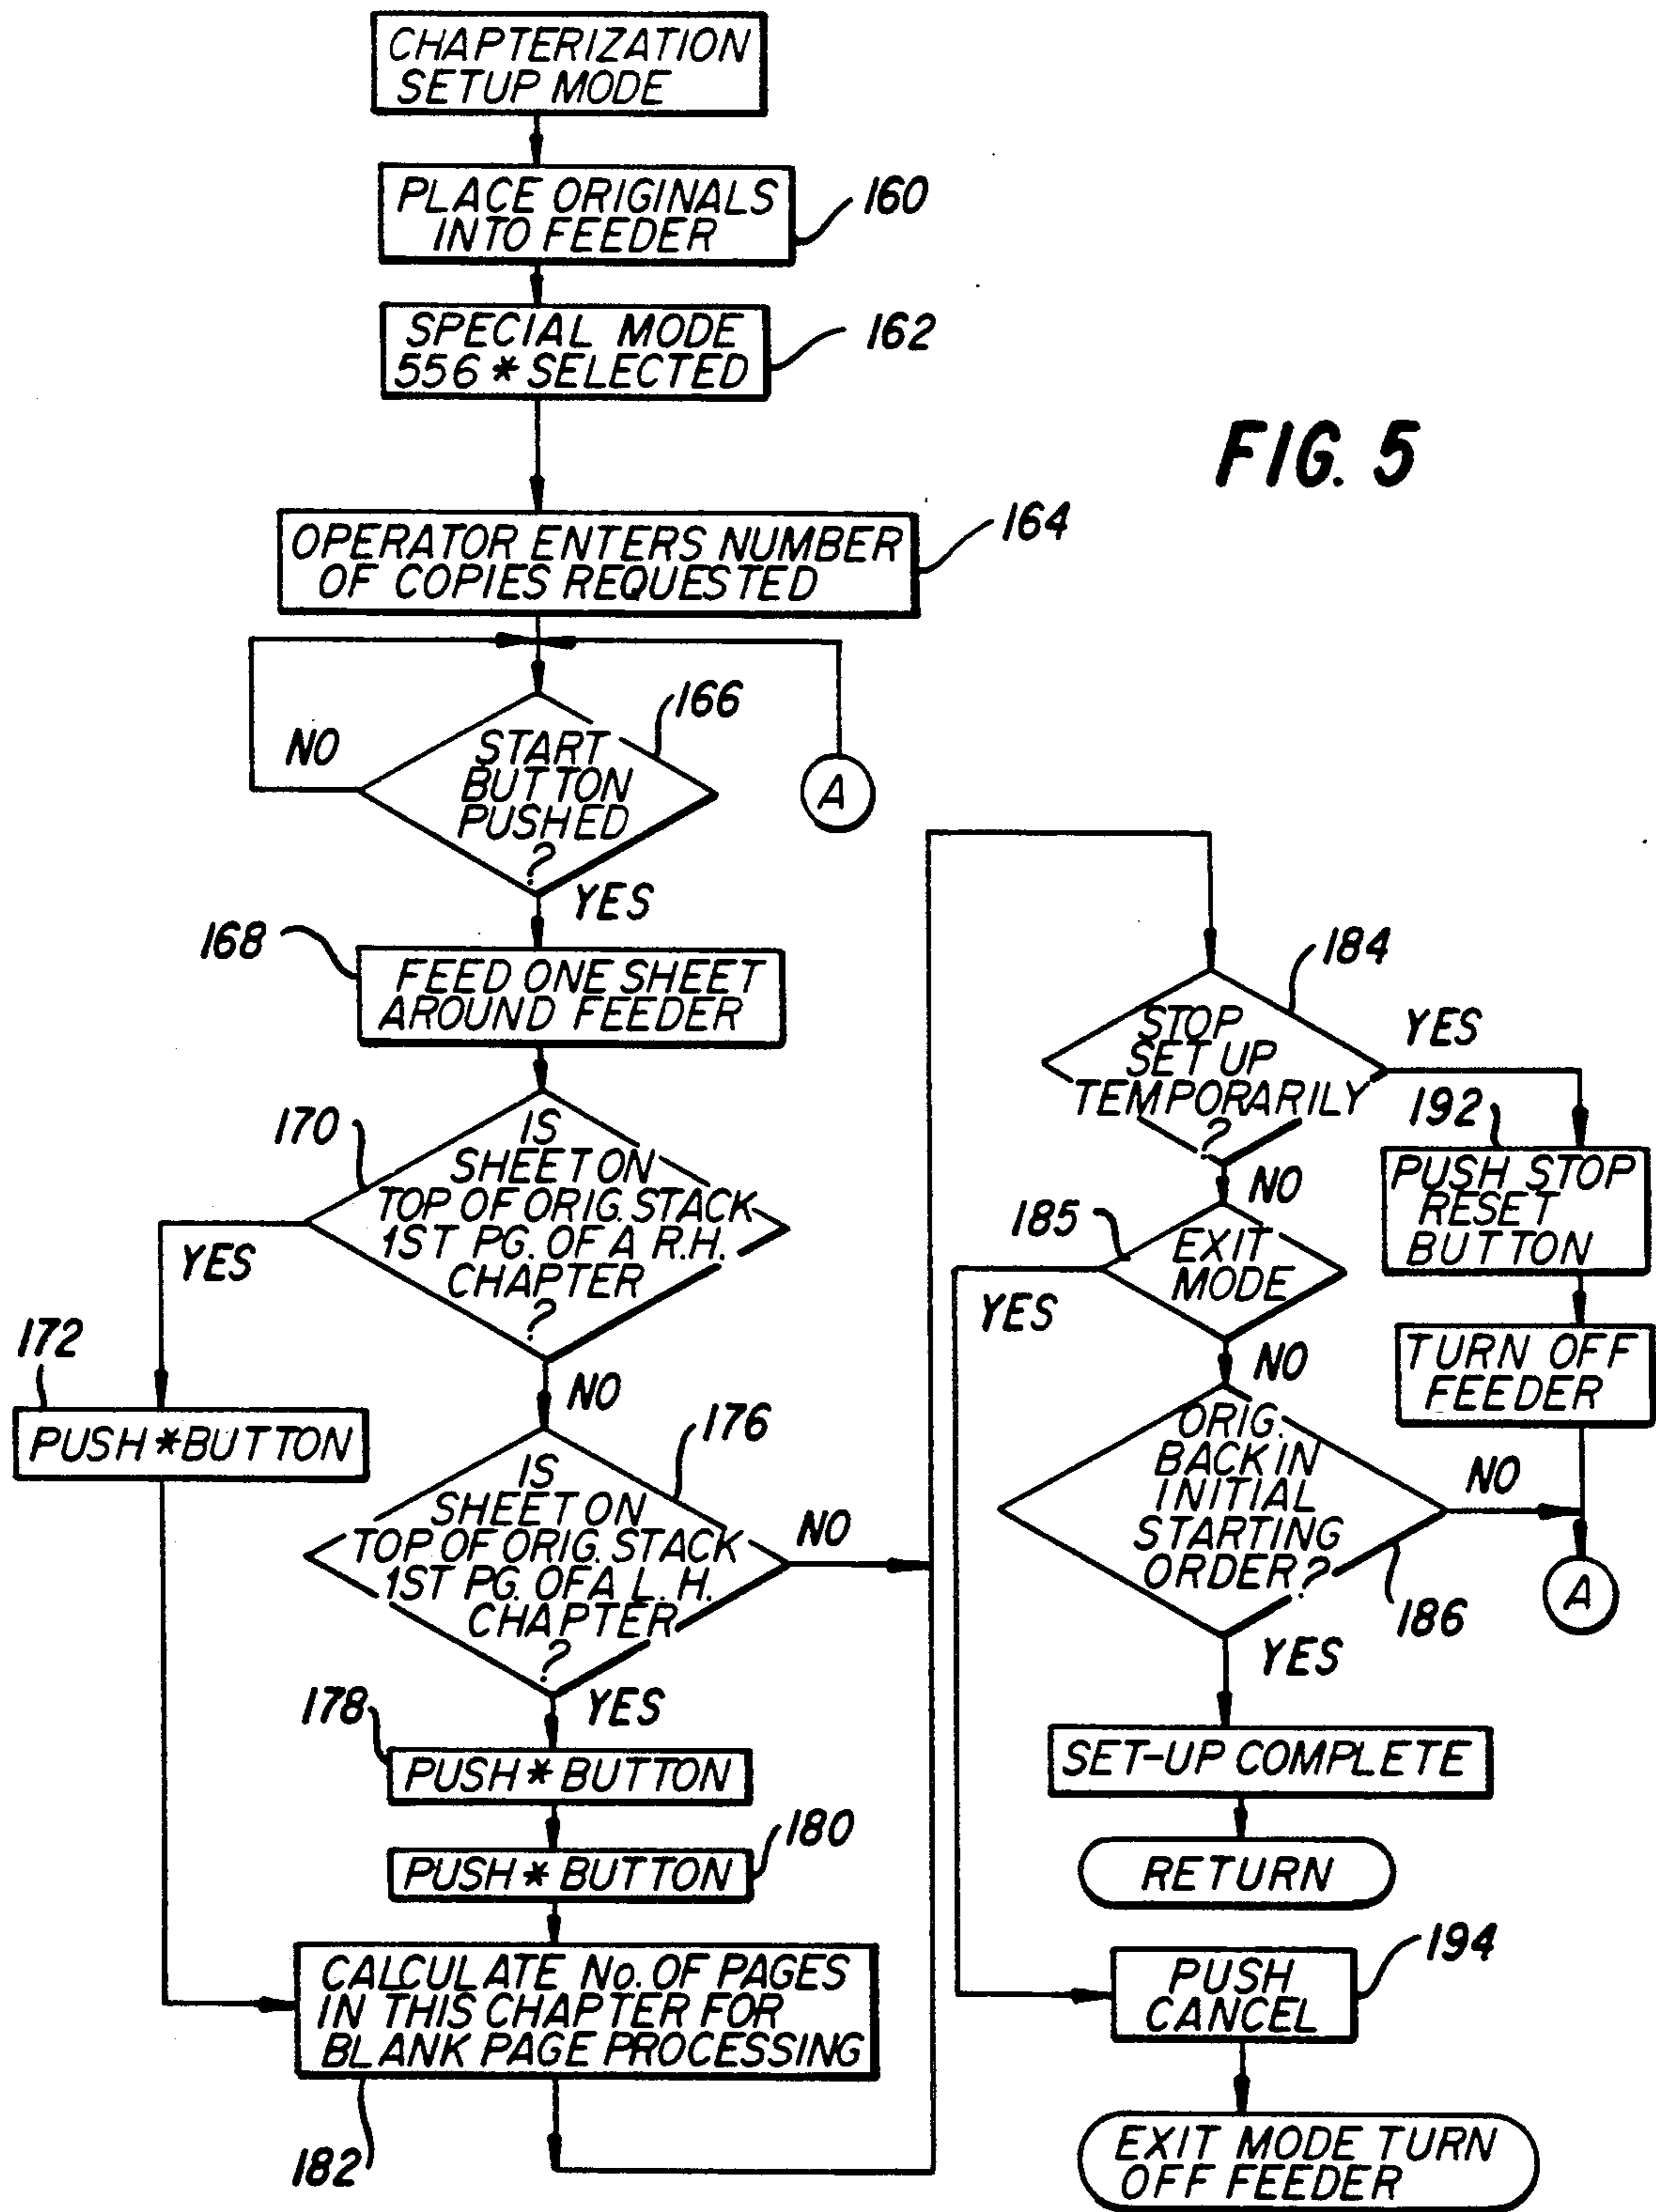 CHAPTERIZATION
SETUP MODE
PLACE ORIGINALS
INTO FEEDER
160
SPECIAL MODE
556 * SELECTED
162
FIG. 5
OPERATOR ENTERS NUMBER
OF COPIES REQUESTED
164
START
BUTTON
PUSHED
?
166
NO
A
YES
FEED ONE SHEET
AROUND FEEDER
168
IS
SHEET ON
TOP OF ORIG. STACK
1ST PG. OF A R.H.
CHAPTER
?
170
YES
NO
172
PUSH * BUTTON
IS
SHEET ON
TOP OF ORIG. STACK
1ST PG. OF A L.H.
CHAPTER
?
176
NO
YES
178
PUSH * BUTTON
180
PUSH * BUTTON
CALCULATE No. OF PAGES
IN THIS CHAPTER FOR
BLANK PAGE PROCESSING
182
STOP
SET UP
TEMPORARILY
?
184
YES
NO
192
PUSH STOP
RESET
BUTTON
TURN OFF
FEEDER
185
EXIT
MODE
YES
NO
ORIG.
BACK IN
INITIAL
STARTING
ORDER?
186
NO
A
YES
SET-UP COMPLETE
RETURN
PUSH
CANCEL
194
EXIT MODE TURN
OFF FEEDER